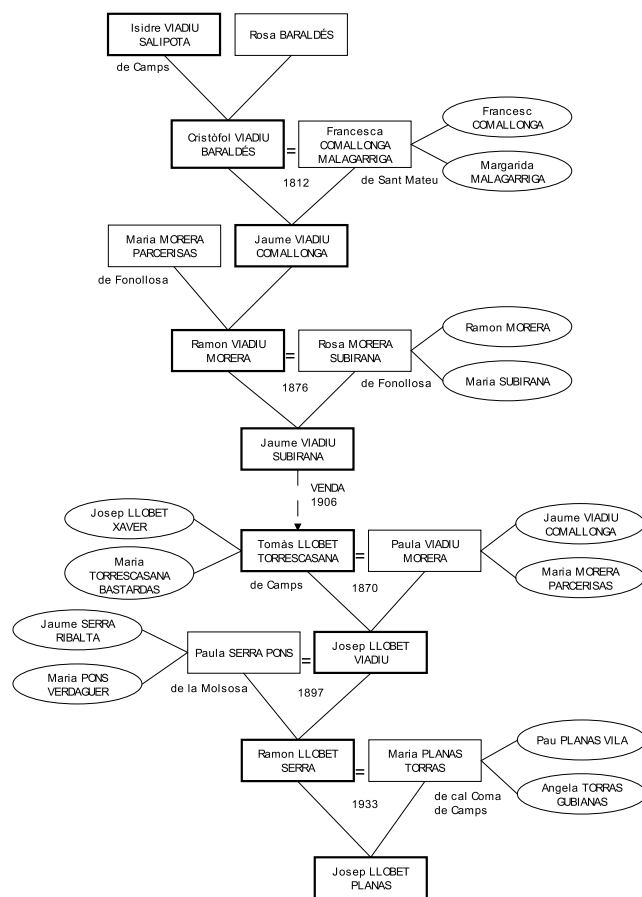 Isidre VIADIU
SALIPOTA
Rosa BARALDÉS
de Camps
Cristòfol VIADIU
BARALDÉS
=
Francesca
COMALLONGA
MALAGARRIGA
Francesc
COMALLONGA
Margarida
MALAGARRIGA
1812
de Sant Mateu
Maria MORERA
PARCERISAS
Jaume VIADIU
COMALLONGA
de Fonollosa
Ramon VIADIU
MORERA
=
Rosa MORERA
SUBIRANA
Ramon MORERA
Maria SUBIRANA
1876
de Fonollosa
Jaume VIADIU
SUBIRANA
VENDA
1906
Josep LLOBET
XAVER
Maria
TORRESCASANA
BASTARDAS
Tomàs LLOBET
TORRESCASANA
=
Paula VIADIU
MORERA
Jaume VIADIU
COMALLONGA
Maria MORERA
PARCERISAS
de Camps
1870
Jaume SERRA
RIBALTA
Maria PONS
VERDAGUER
Paula SERRA PONS
=
Josep LLOBET
VIADIU
de la Molsosa
1897
Ramon LLOBET
SERRA
=
Maria PLANAS
TORRAS
Pau PLANAS VILA
Angela TORRAS
GUBIANAS
1933
de cal Coma
de Camps
Josep LLOBET
PLANAS